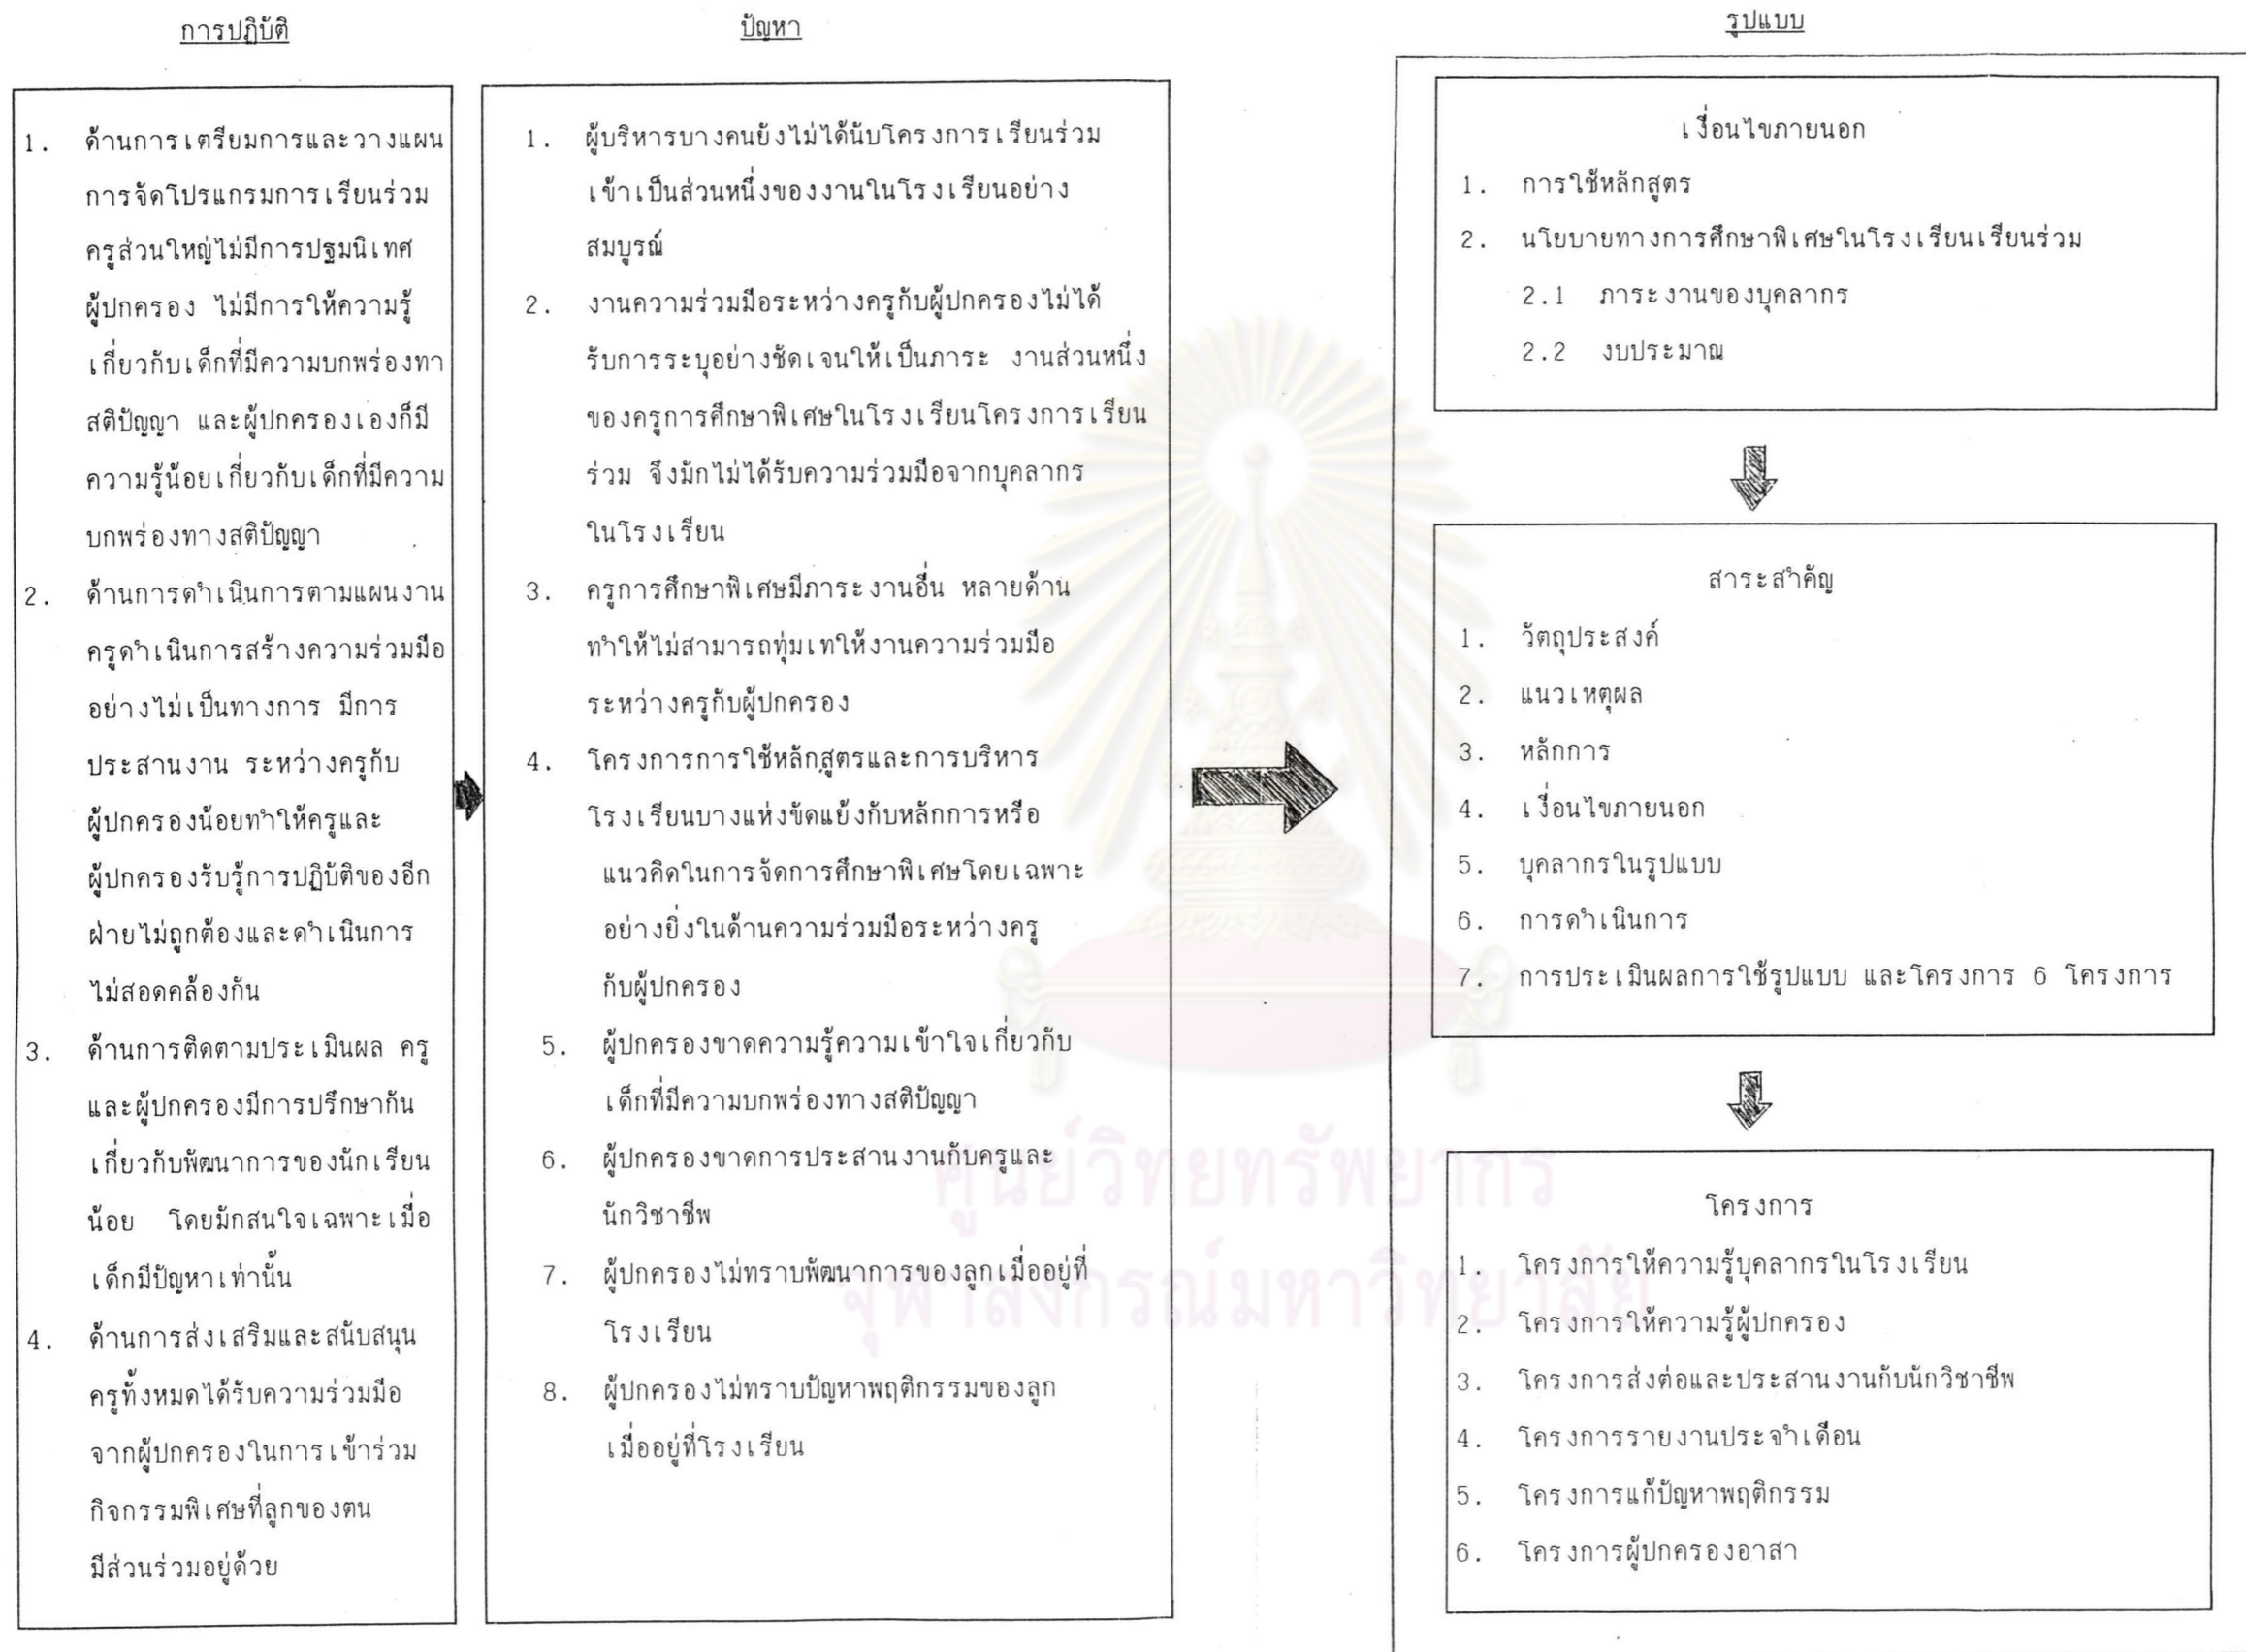 การปฏิบัติ
1. ด้านการเตรียมการและวางแผน
การจัดโปรแกรมการเรียนร่วม
ครูส่วนใหญ่ไม่มีการปฐมนิเทศ
ผู้ปกครอง ไม่มีการให้ความรู้
เกี่ยวกับเด็กที่มีความบกพร่องทา
สติปัญญา และผู้ปกครองเองก็มี
ความรู้น้อยเกี่ยวกับเด็กที่มีความ
บกพร่องทางสติปัญญา
2. ด้านการดำเนินการตามแผนงาน
ครูดำเนินการสร้างความร่วมมือ
อย่างไม่เป็นทางการ มีการ
ประสานงาน ระหว่างครูกับ
ผู้ปกครองน้อยทำให้ครูและ
ผู้ปกครองรับรู้การปฏิบัติของอีก
ฝ่ายไม่ถูกต้องและดำเนินการ
ไม่สอดคล้องกัน
3. ด้านการติดตามประเมินผล ครู
และผู้ปกครองมีการปรึกษากัน
เกี่ยวกับพัฒนาการของนักเรียน
น้อย โดยมักสนใจเฉพาะเมื่อ
เด็กมีปัญหาเท่านั้น
4. ด้านการส่งเสริมและสนับสนุน
ครูทั้งหมดได้รับความร่วมมือ
จากผู้ปกครองในการเข้าร่วม
กิจกรรมพิเศษที่ลูกของตน
มีส่วนร่วมอยู่ด้วย
ปัญหา
1. ผู้บริหารบางคนยังไม่ได้นับโครงการเรียนร่วม
เข้าเป็นส่วนหนึ่งของงานในโรงเรียนอย่าง
สมบูรณ์
2. งานความร่วมมือระหว่างครูกับผู้ปกครองไม่ได้
รับการระบุอย่างชัดเจนให้เป็นภาระ งานส่วนหนึ่ง
ของครูการศึกษาพิเศษในโรงเรียนโครงการเรียน
ร่วม จึงมักไม่ได้รับความร่วมมือจากบุคลากร
ในโรงเรียน
3. ครูการศึกษาพิเศษมีภาระงานอื่น หลายด้าน
ทำให้ไม่สามารถทุ่มเทให้งานความร่วมมือ
ระหว่างครูกับผู้ปกครอง
4. โครงการการใช้หลักสูตรและการบริหาร
โรงเรียนบางแห่งขัดแย้งกับหลักการหรือ
แนวคิดในการจัดการศึกษาพิเศษโดยเฉพาะ
อย่างยิ่งในด้านความร่วมมือระหว่างครู
กับผู้ปกครอง
5. ผู้ปกครองขาดความรู้ความเข้าใจเกี่ยวกับ
เด็กที่มีความบกพร่องทางสติปัญญา
6. ผู้ปกครองขาดการประสานงานกับครูและ
นักวิชาชีพ
7. ผู้ปกครองไม่ทราบพัฒนาการของลูกเมื่ออยู่ที่
โรงเรียน
8. ผู้ปกครองไม่ทราบปัญหาพฤติกรรมของลูก
เมื่ออยู่ที่โรงเรียน
รูปแบบ
เงื่อนไขภายนอก
1. การใช้หลักสูตร
2. นโยบายทางการศึกษาพิเศษในโรงเรียนเรียนร่วม
2.1 ภาระงานของบุคลากร
2.2 งบประมาณ
สาระสำคัญ
1. วัตถุประสงค์
2. แนวเหตุผล
3. หลักการ
4. เงื่อนไขภายนอก
5. บุคลากรในรูปแบบ
6. การดำเนินการ
7. การประเมินผลการใช้รูปแบบ และโครงการ 6 โครงการ
โครงการ
1. โครงการให้ความรู้บุคลากรในโรงเรียน
2. โครงการให้ความรู้ผู้ปกครอง
3. โครงการส่งต่อและประสานงานกับนักวิชาชีพ
4. โครงการรายงานประจำเดือน
5. โครงการแก้ปัญหาพฤติกรรม
6. โครงการผู้ปกครองอาสา
ศูนย์วิทยทรัพยากร
จุฬาลงกรณ์มหาวิทยาลัย